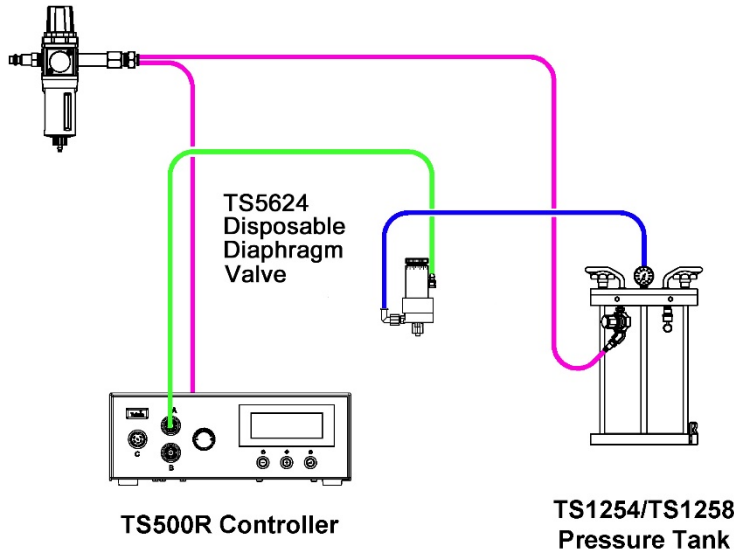 TS5624
Disposable
Diaphragm
Valve
A
C
B
TS500R Controller
TS1254/TS1258
Pressure Tank